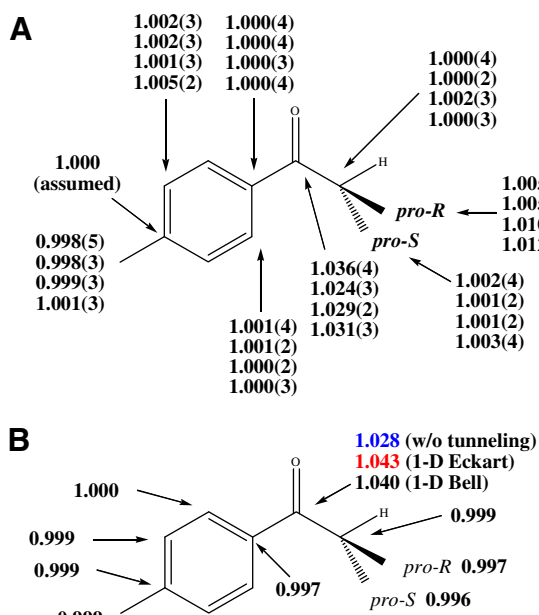 A
1.002(3)
1.002(3)
1.001(3)
1.005(2)
1.000(4)
1.000(4)
1.000(3)
1.000(4)
1.000(4)
1.000(2)
1.002(3)
1.000(3)
O
H
1.000
(assumed)
pro-R
pro-S
0.998(5)
0.998(3)
0.999(3)
1.001(3)
1.036(4)
1.024(3)
1.029(2)
1.031(3)
1.002(4)
1.001(2)
1.001(2)
1.003(4)
1.001(4)
1.001(2)
1.000(2)
1.000(3)
B
1.028 (w/o tunneling)
1.043 (1-D Eckart)
1.040 (1-D Bell)
O
H
1.000
0.999
0.999
0.999
0.997
pro-R 0.997
pro-S 0.996